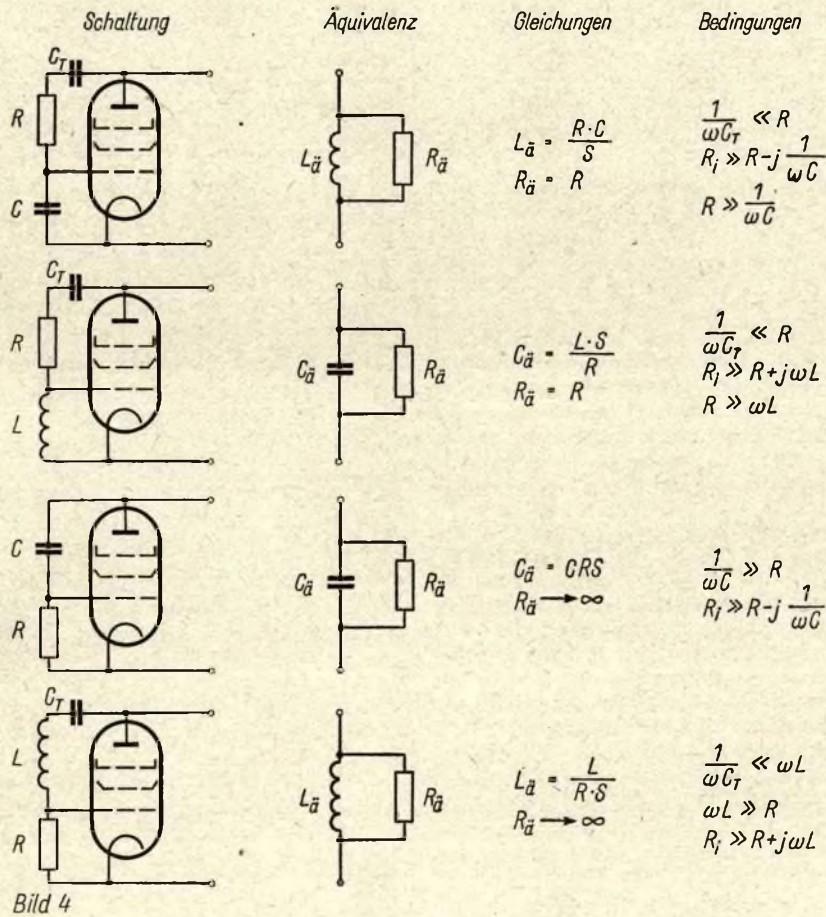 Schaltung Äquivalenz Gleichungen Bedingungen
C_T
R
C
L_ä
R_ä
L_ä = R·C/S
R_ä = R
1/ωC_T ≪ R
R_i ≫ R-j 1/ωC
R ≫ 1/ωC
C_T
R
L
C_ä
R_ä
C_ä = L·S/R
R_ä = R
1/ωC_T ≪ R
R_i ≫ R+jωL
R ≫ ωL
C
R
C_ä
R_ä
C_ä = CRS
R_ä → ∞
1/ωC ≫ R
R_i ≫ R-j 1/ωC
C_T
L
R
L_ä
R_ä
L_ä = L/R·S
R_ä → ∞
1/ωC_T ≪ ωL
ωL ≫ R
R_i ≫ R+jωL
Bild 4